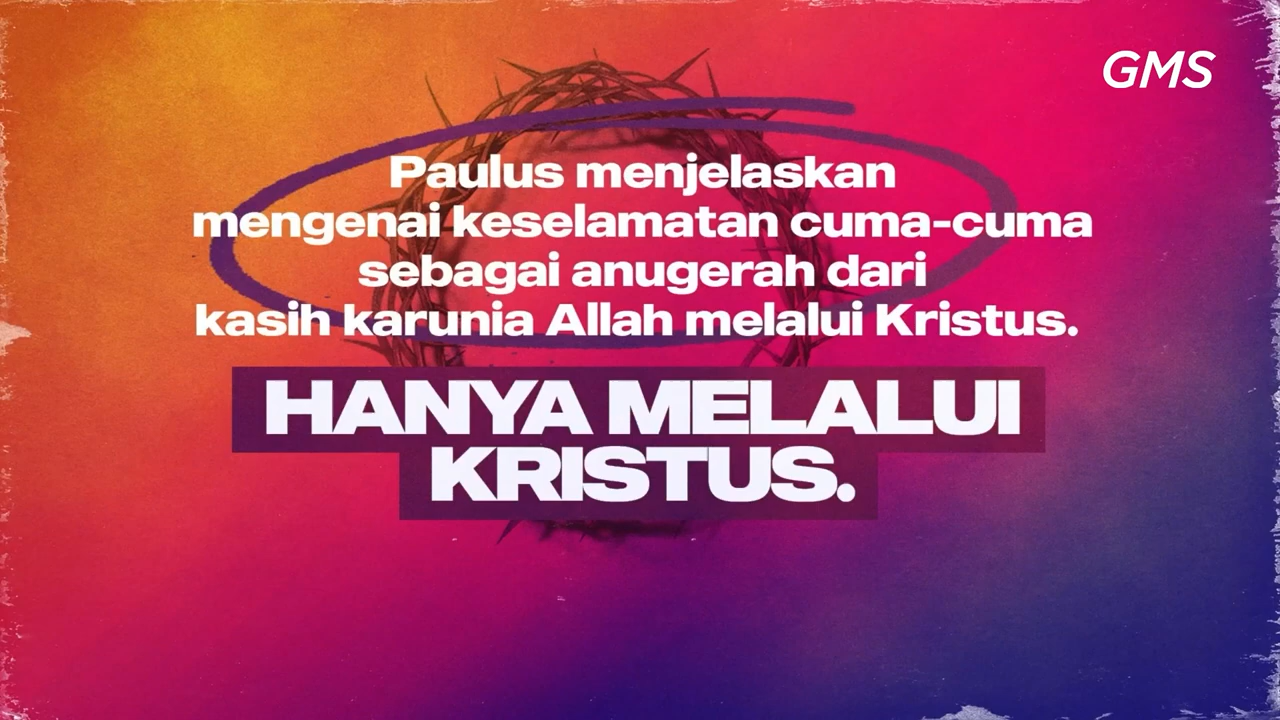 GMS
Paulus menjelaskan
mengenai keselamatan cuma-cuma
sebagai anugerah dari
kasih karunia Allah melalui Kristus.
HANYA MELALUI
KRISTUS.